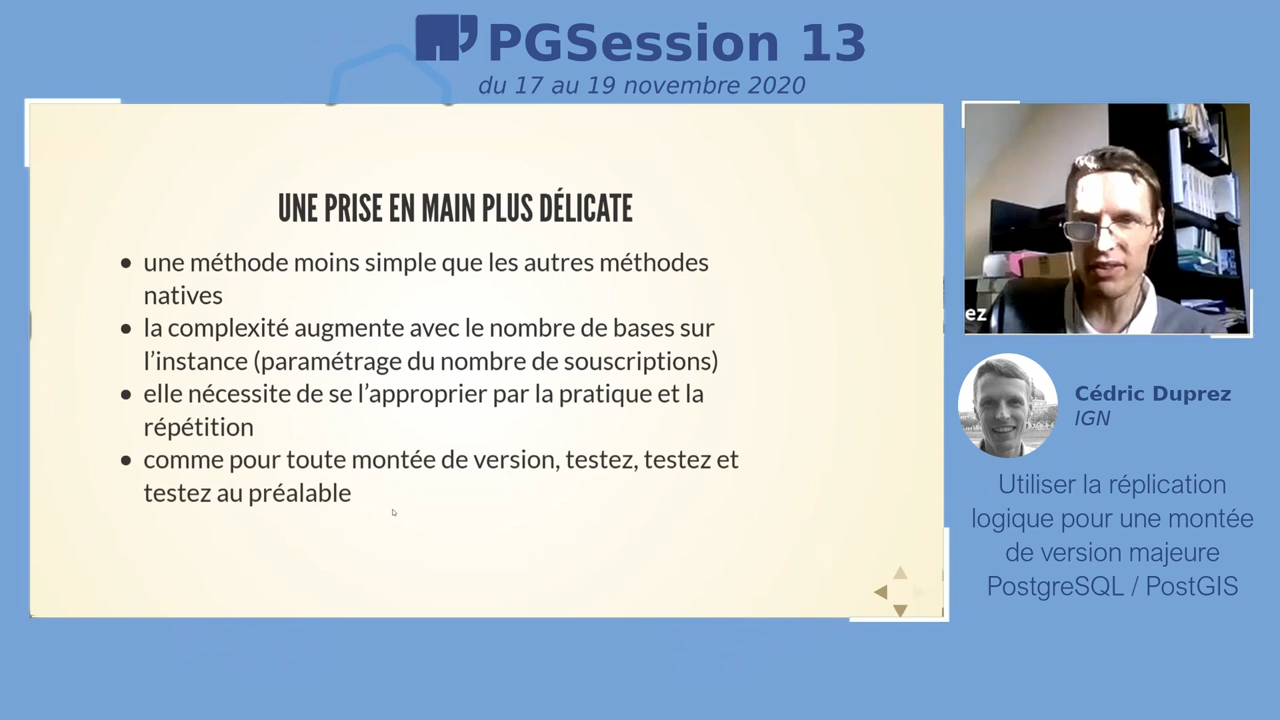 PGSession 13
du 17 au 19 novembre 2020
UNE PRISE EN MAIN PLUS DÉLICATE
• une méthode moins simple que les autres méthodes
natives
• la complexité augmente avec le nombre de bases sur
l’instance (paramétrage du nombre de souscriptions)
• elle nécessite de se l’approprier par la pratique et la
répétition
• comme pour toute montée de version, testez, testez et
testez au préalable
ez
Cédric Duprez
IGN
Utiliser la réplication
logique pour une montée
de version majeure
PostgreSQL / PostGIS